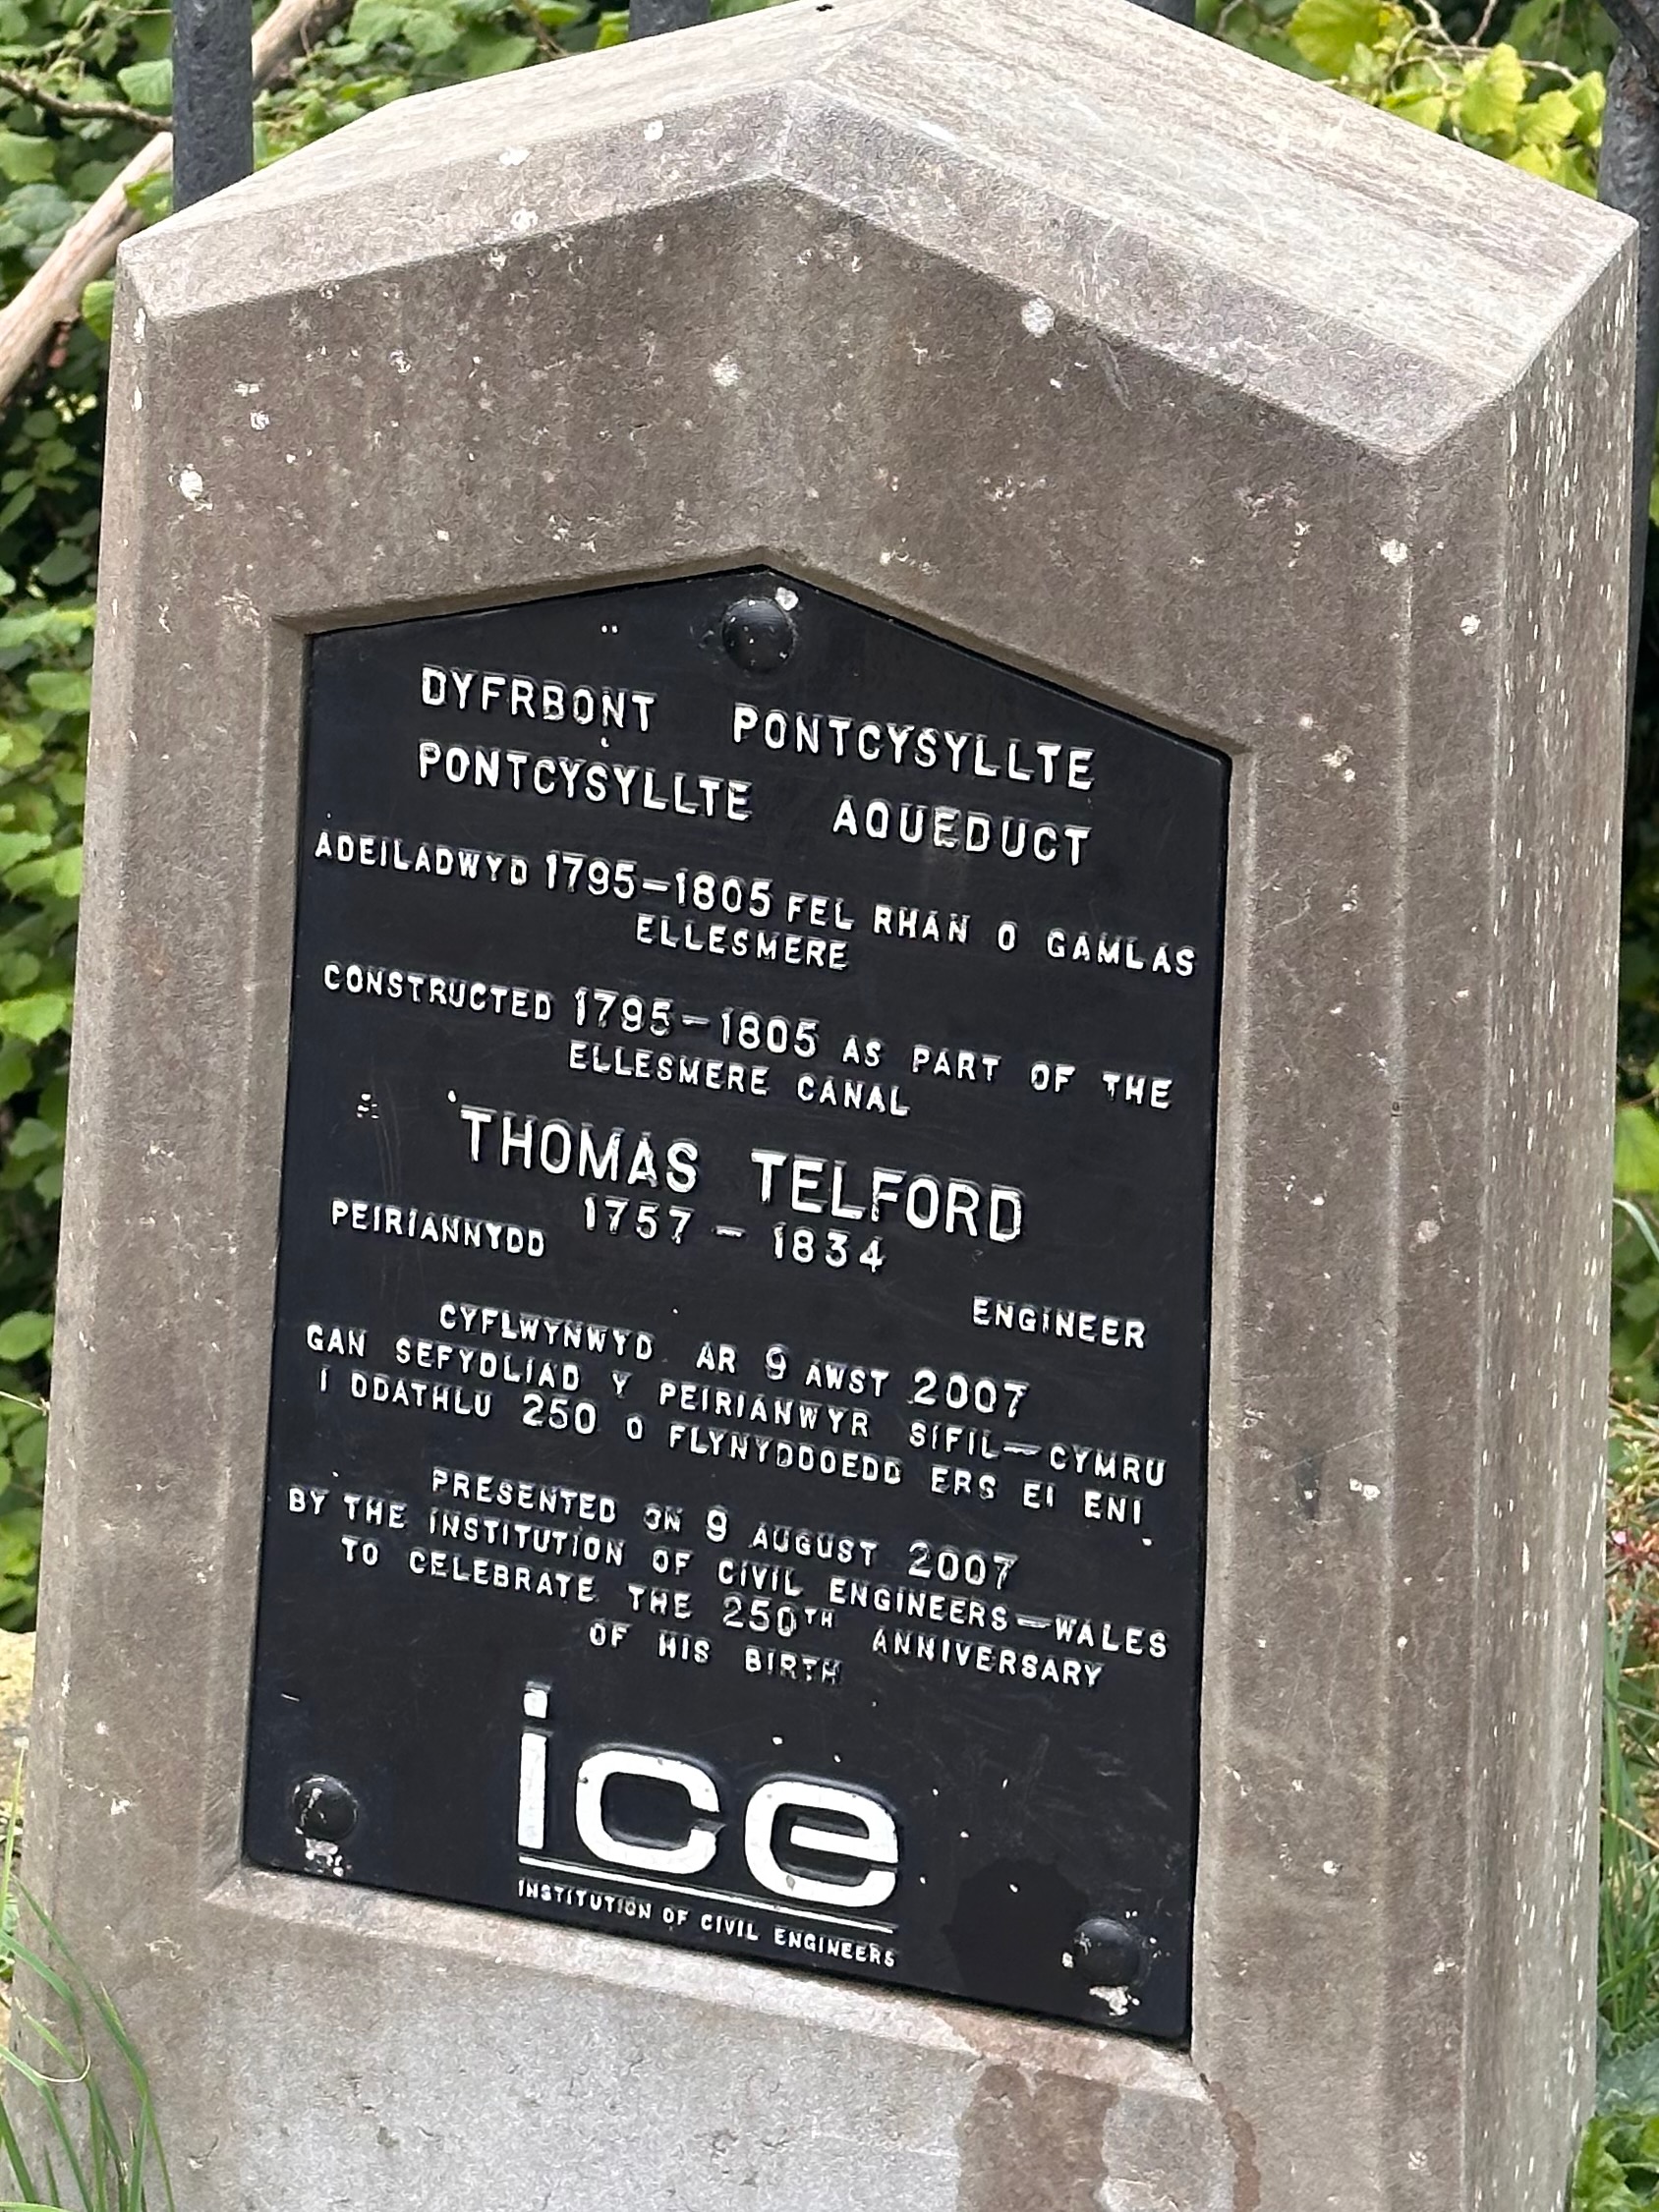 DYFRBONT PONTCYSYLLTE
PONTCYSYLLTE AQUEDUCT
ADEILADWYD 1795–1805 FEL RHAN O GAMLAS
ELLESMERE
CONSTRUCTED 1795–1805 AS PART OF THE
ELLESMERE CANAL
THOMAS TELFORD
1757 – 1834
PEIRIANNYDD
ENGINEER
CYFLWYNWYD AR 9 AWST 2007
GAN SEFYDLIAD Y PEIRIANWYR SIFIL–CYMRU
I DDATHLU 250 O FLYNYDDOEDD ERS EI ENI
PRESENTED ON 9 AUGUST 2007
BY THE INSTITUTION OF CIVIL ENGINEERS–WALES
TO CELEBRATE THE 250TH ANNIVERSARY
OF HIS BIRTH
ice
INSTITUTION OF CIVIL ENGINEERS